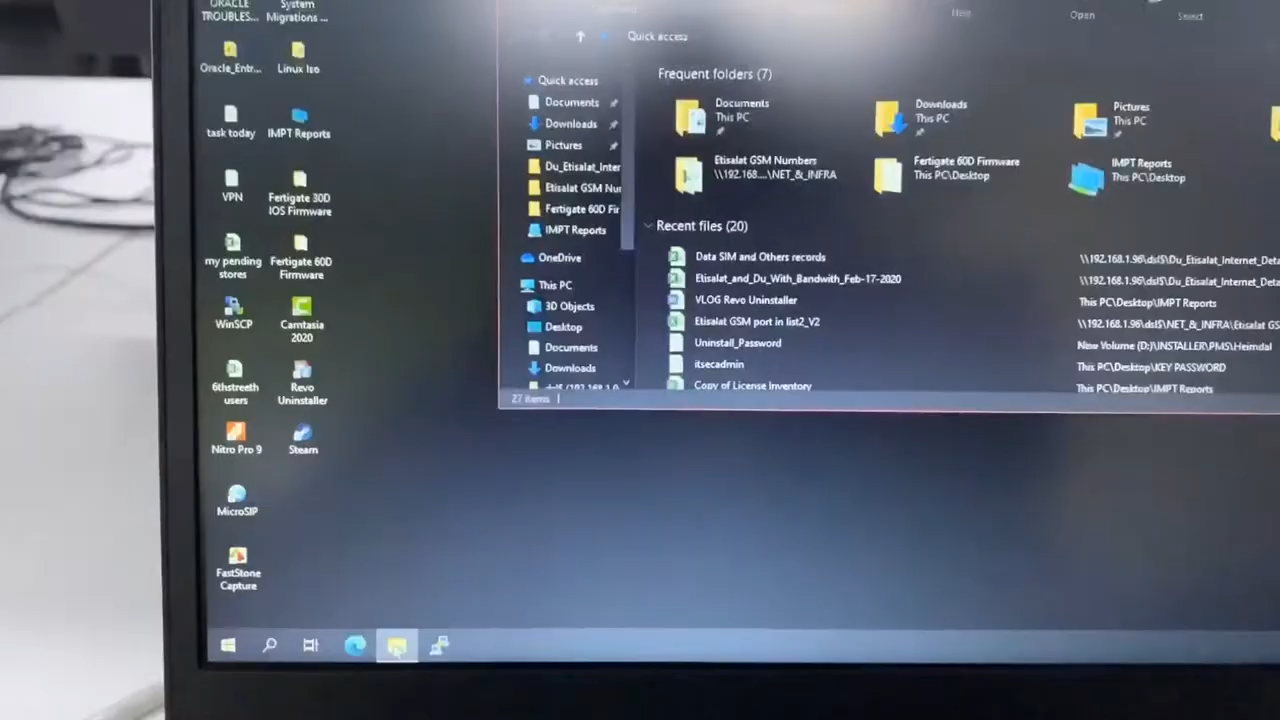 ORACLE
TROUBLES...
System
Migrations ...
Oracle_Entr...
Linux Iso
task today
IMPT Reports
VPN
Fertigate 30D
IOS Firmware
my pending
stores
Fertigate 60D
Firmware
WinSCP
Camtasia
2020
6thstreeth
users
Revo
Uninstaller
Nitro Pro 9
Steam
MicroSIP
FastStone
Capture
Help
Open
Select
Quick access
Quick access
Documents
Downloads
Pictures
Du_Etisalat_Inter
Etisalat GSM Nu
Fertigate 60D Fir
IMPT Reports
OneDrive
This PC
3D Objects
Desktop
Documents
Downloads
Frequent folders (7)
Documents
This PC
Downloads
This PC
Pictures
This PC
Etisalat GSM Numbers
\\192.168....\NET_&_INFRA
Fertigate 60D Firmware
This PC\Desktop
IMPT Reports
This PC\Desktop
Recent files (20)
Data SIM and Others records
\\192.168.1.96\dslS\Du_Etisalat_Internet_Deta
Etisalat_and_Du_With_Bandwith_Feb-17-2020
\\192.168.1.96\dslS\Du_Etisalat_Internet_Deta
VLOG Revo Uninstaller
This PC\Desktop\IMPT Reports
Etisalat GSM port in list2_V2
\\192.168.1.96\dslS\NET_&_INFRA\Etisalat GS
Uninstall_Password
New Volume (D:)\INSTALLER\PMS\Heimdal
itsecadmin
This PC\Desktop\KEY PASSWORD
Copy of License Inventory
This PC\Desktop\IMPT Reports
27 items